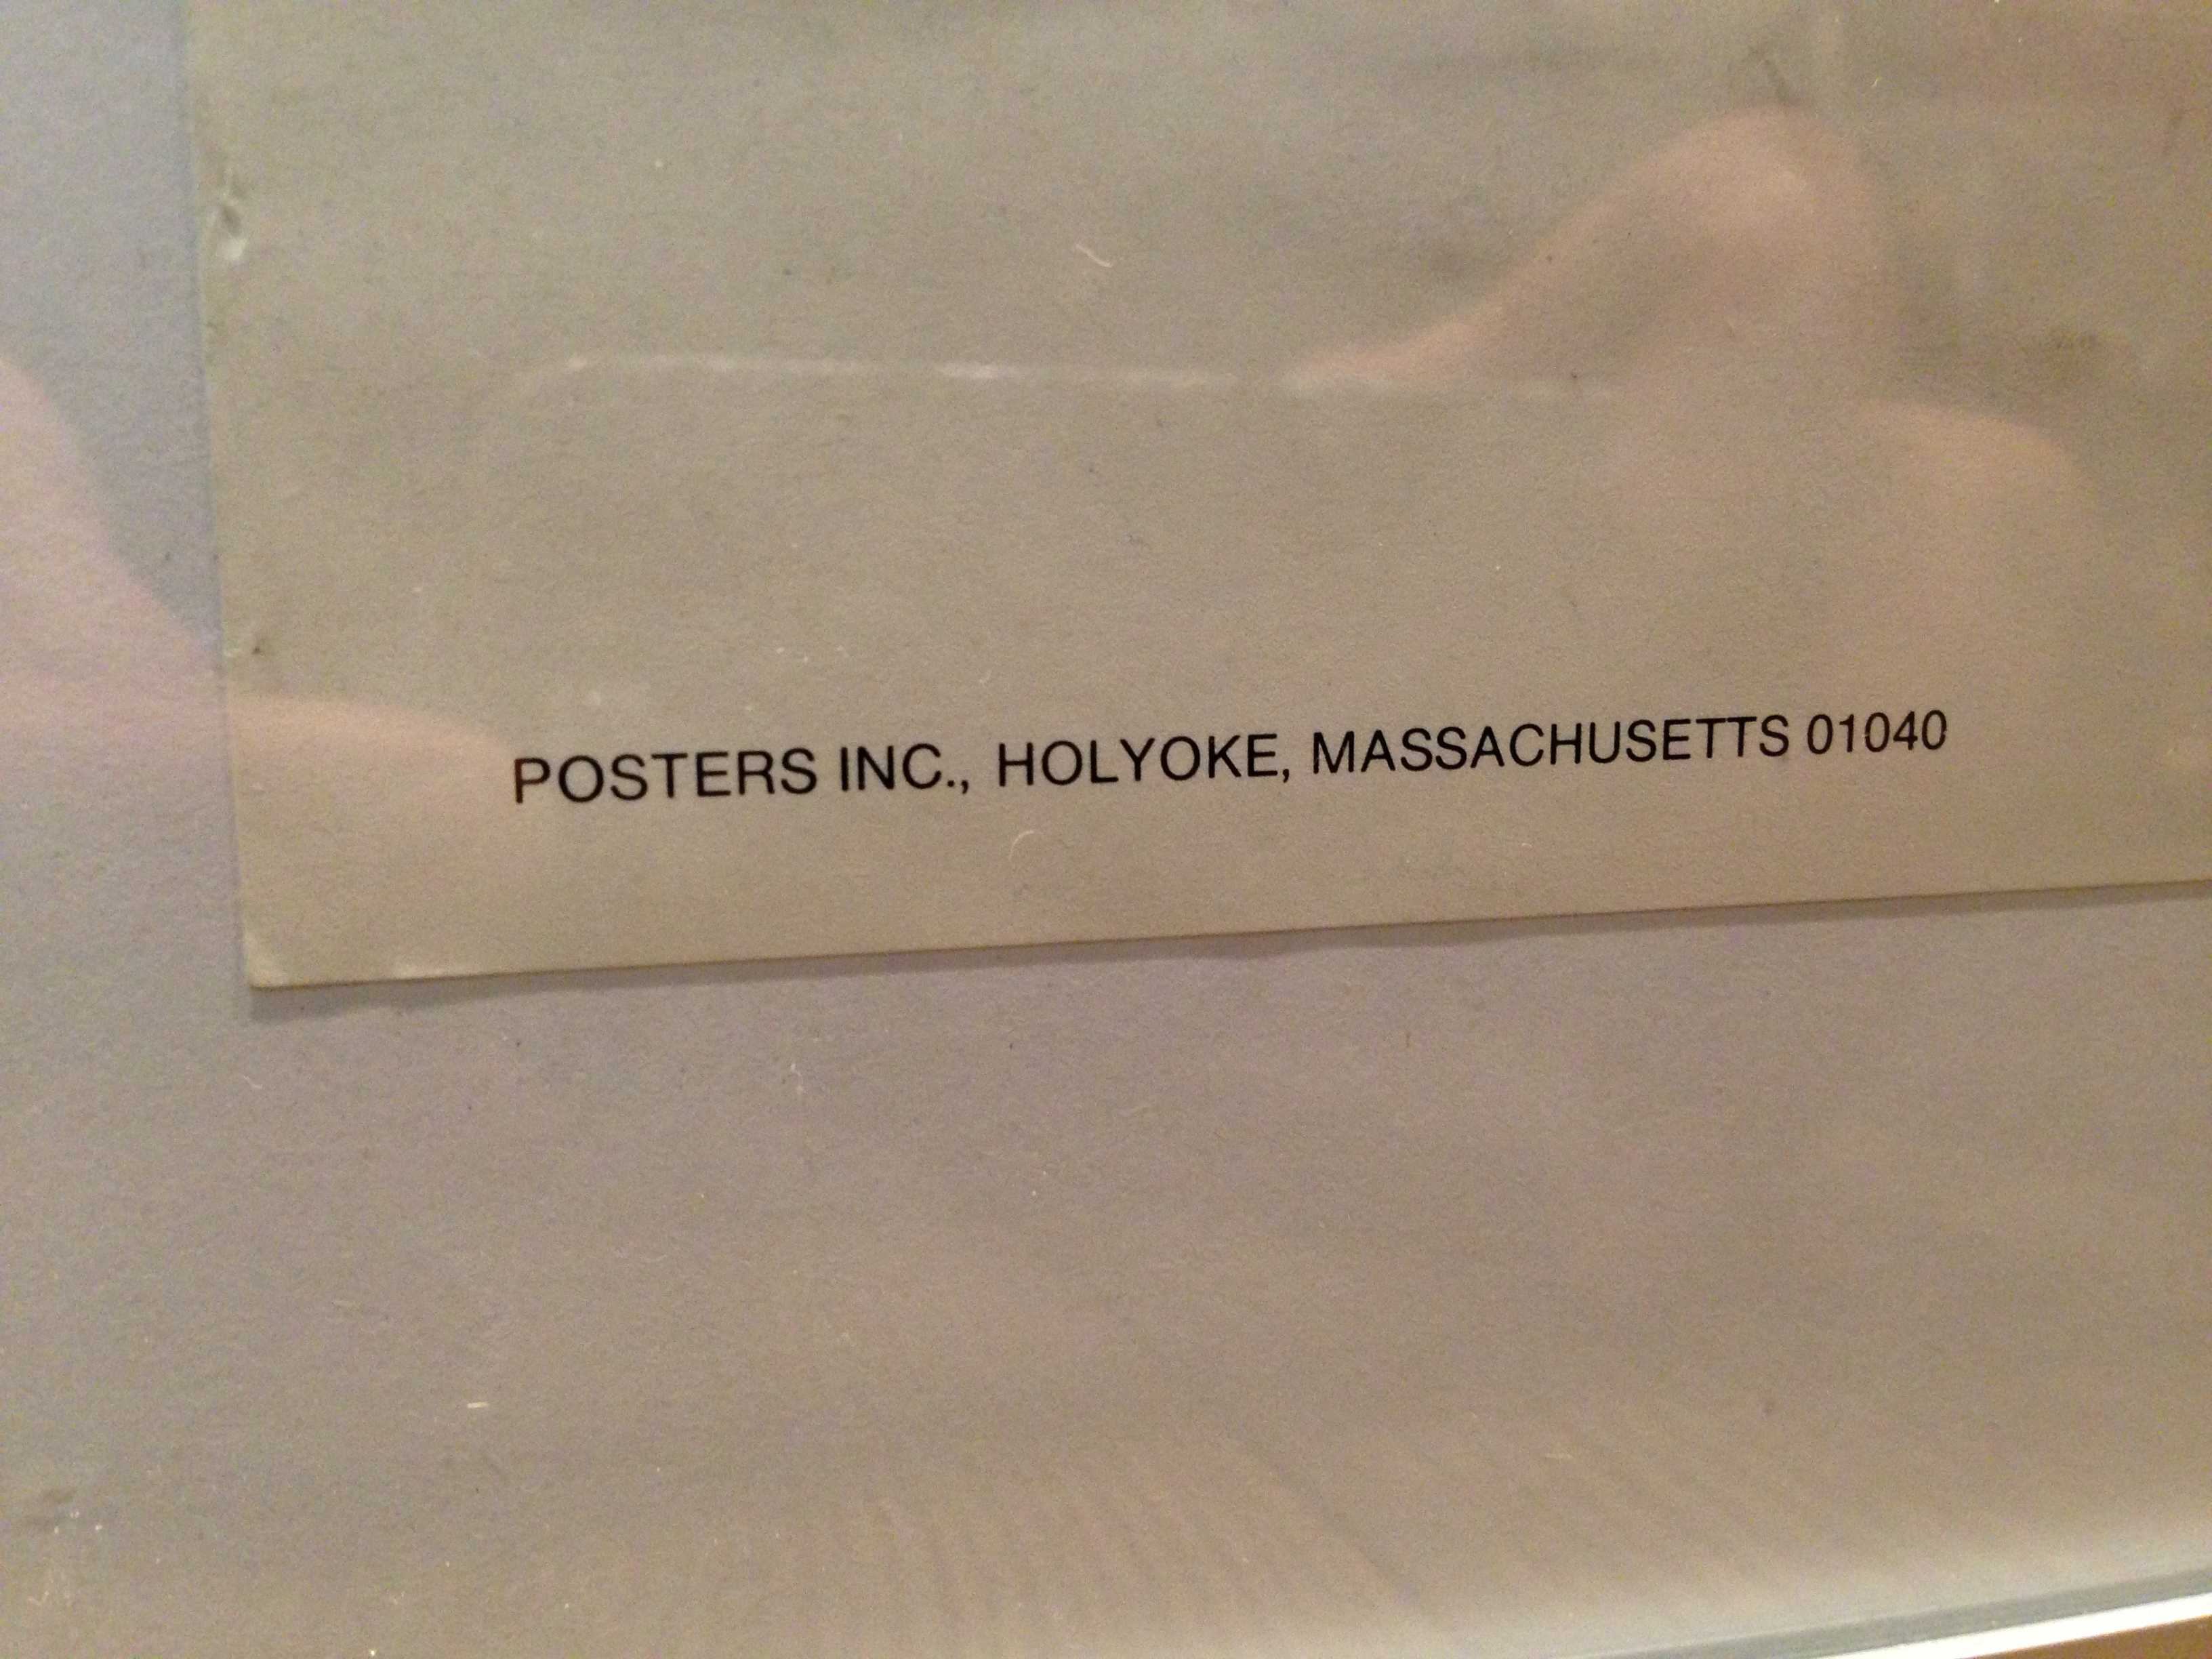 POSTERS INC., HOLYOKE, MASSACHUSETTS 01040